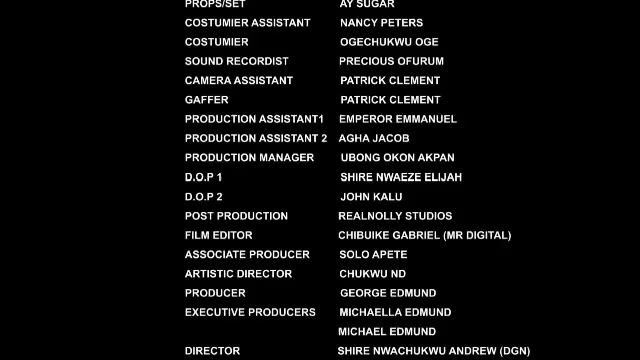 PROPS/SET AY SUGAR
COSTUMIER ASSISTANT NANCY PETERS
COSTUMIER OGECHUKWU OGE
SOUND RECORDIST PRECIOUS OFURUM
CAMERA ASSISTANT PATRICK CLEMENT
GAFFER PATRICK CLEMENT
PRODUCTION ASSISTANT1 EMPEROR EMMANUEL
PRODUCTION ASSISTANT 2 AGHA JACOB
PRODUCTION MANAGER UBONG OKON AKPAN
D.O.P 1 SHIRE NWAEZE ELIJAH
D.O.P 2 JOHN KALU
POST PRODUCTION REALNOLLY STUDIOS
FILM EDITOR CHIBUIKE GABRIEL (MR DIGITAL)
ASSOCIATE PRODUCER SOLO APETE
ARTISTIC DIRECTOR CHUKWU ND
PRODUCER GEORGE EDMUND
EXECUTIVE PRODUCERS MICHAELLA EDMUND
MICHAEL EDMUND
DIRECTOR SHIRE NWACHUKWU ANDREW (DGN)